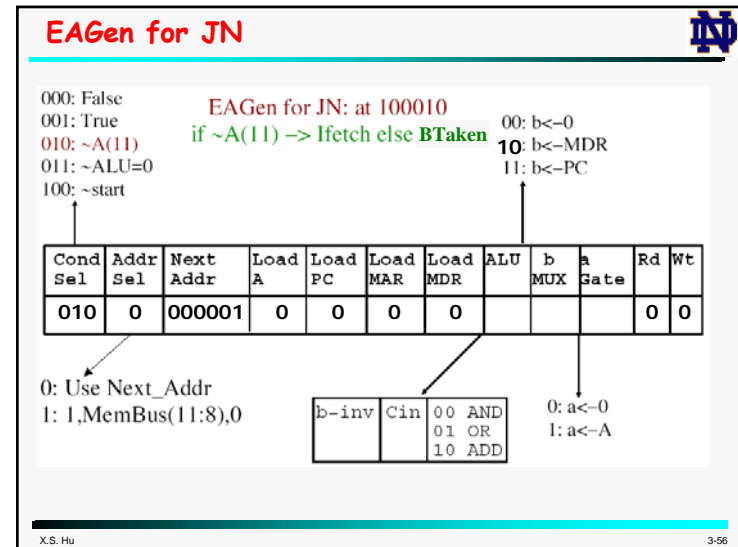 EAGen for JN
ND
000: False
001: True
010: ~A(11)
011: ~ALU=0
100: ~start
EAGen for JN: at 100010
if ~A(11) –> Ifetch else BTaken
00: b<–0
10: b<–MDR
11: b<–PC
Cond Sel Addr Sel Next Addr Load A Load PC Load MAR Load MDR ALU b MUX a Gate Rd Wt
010 0 000001 0 0 0 0 0 0
0: Use Next_Addr
1: 1,MemBus(11:8),0
b-inv Cin 00 AND
01 OR
10 ADD
0: a<–0
1: a<–A
X.S. Hu
3-56